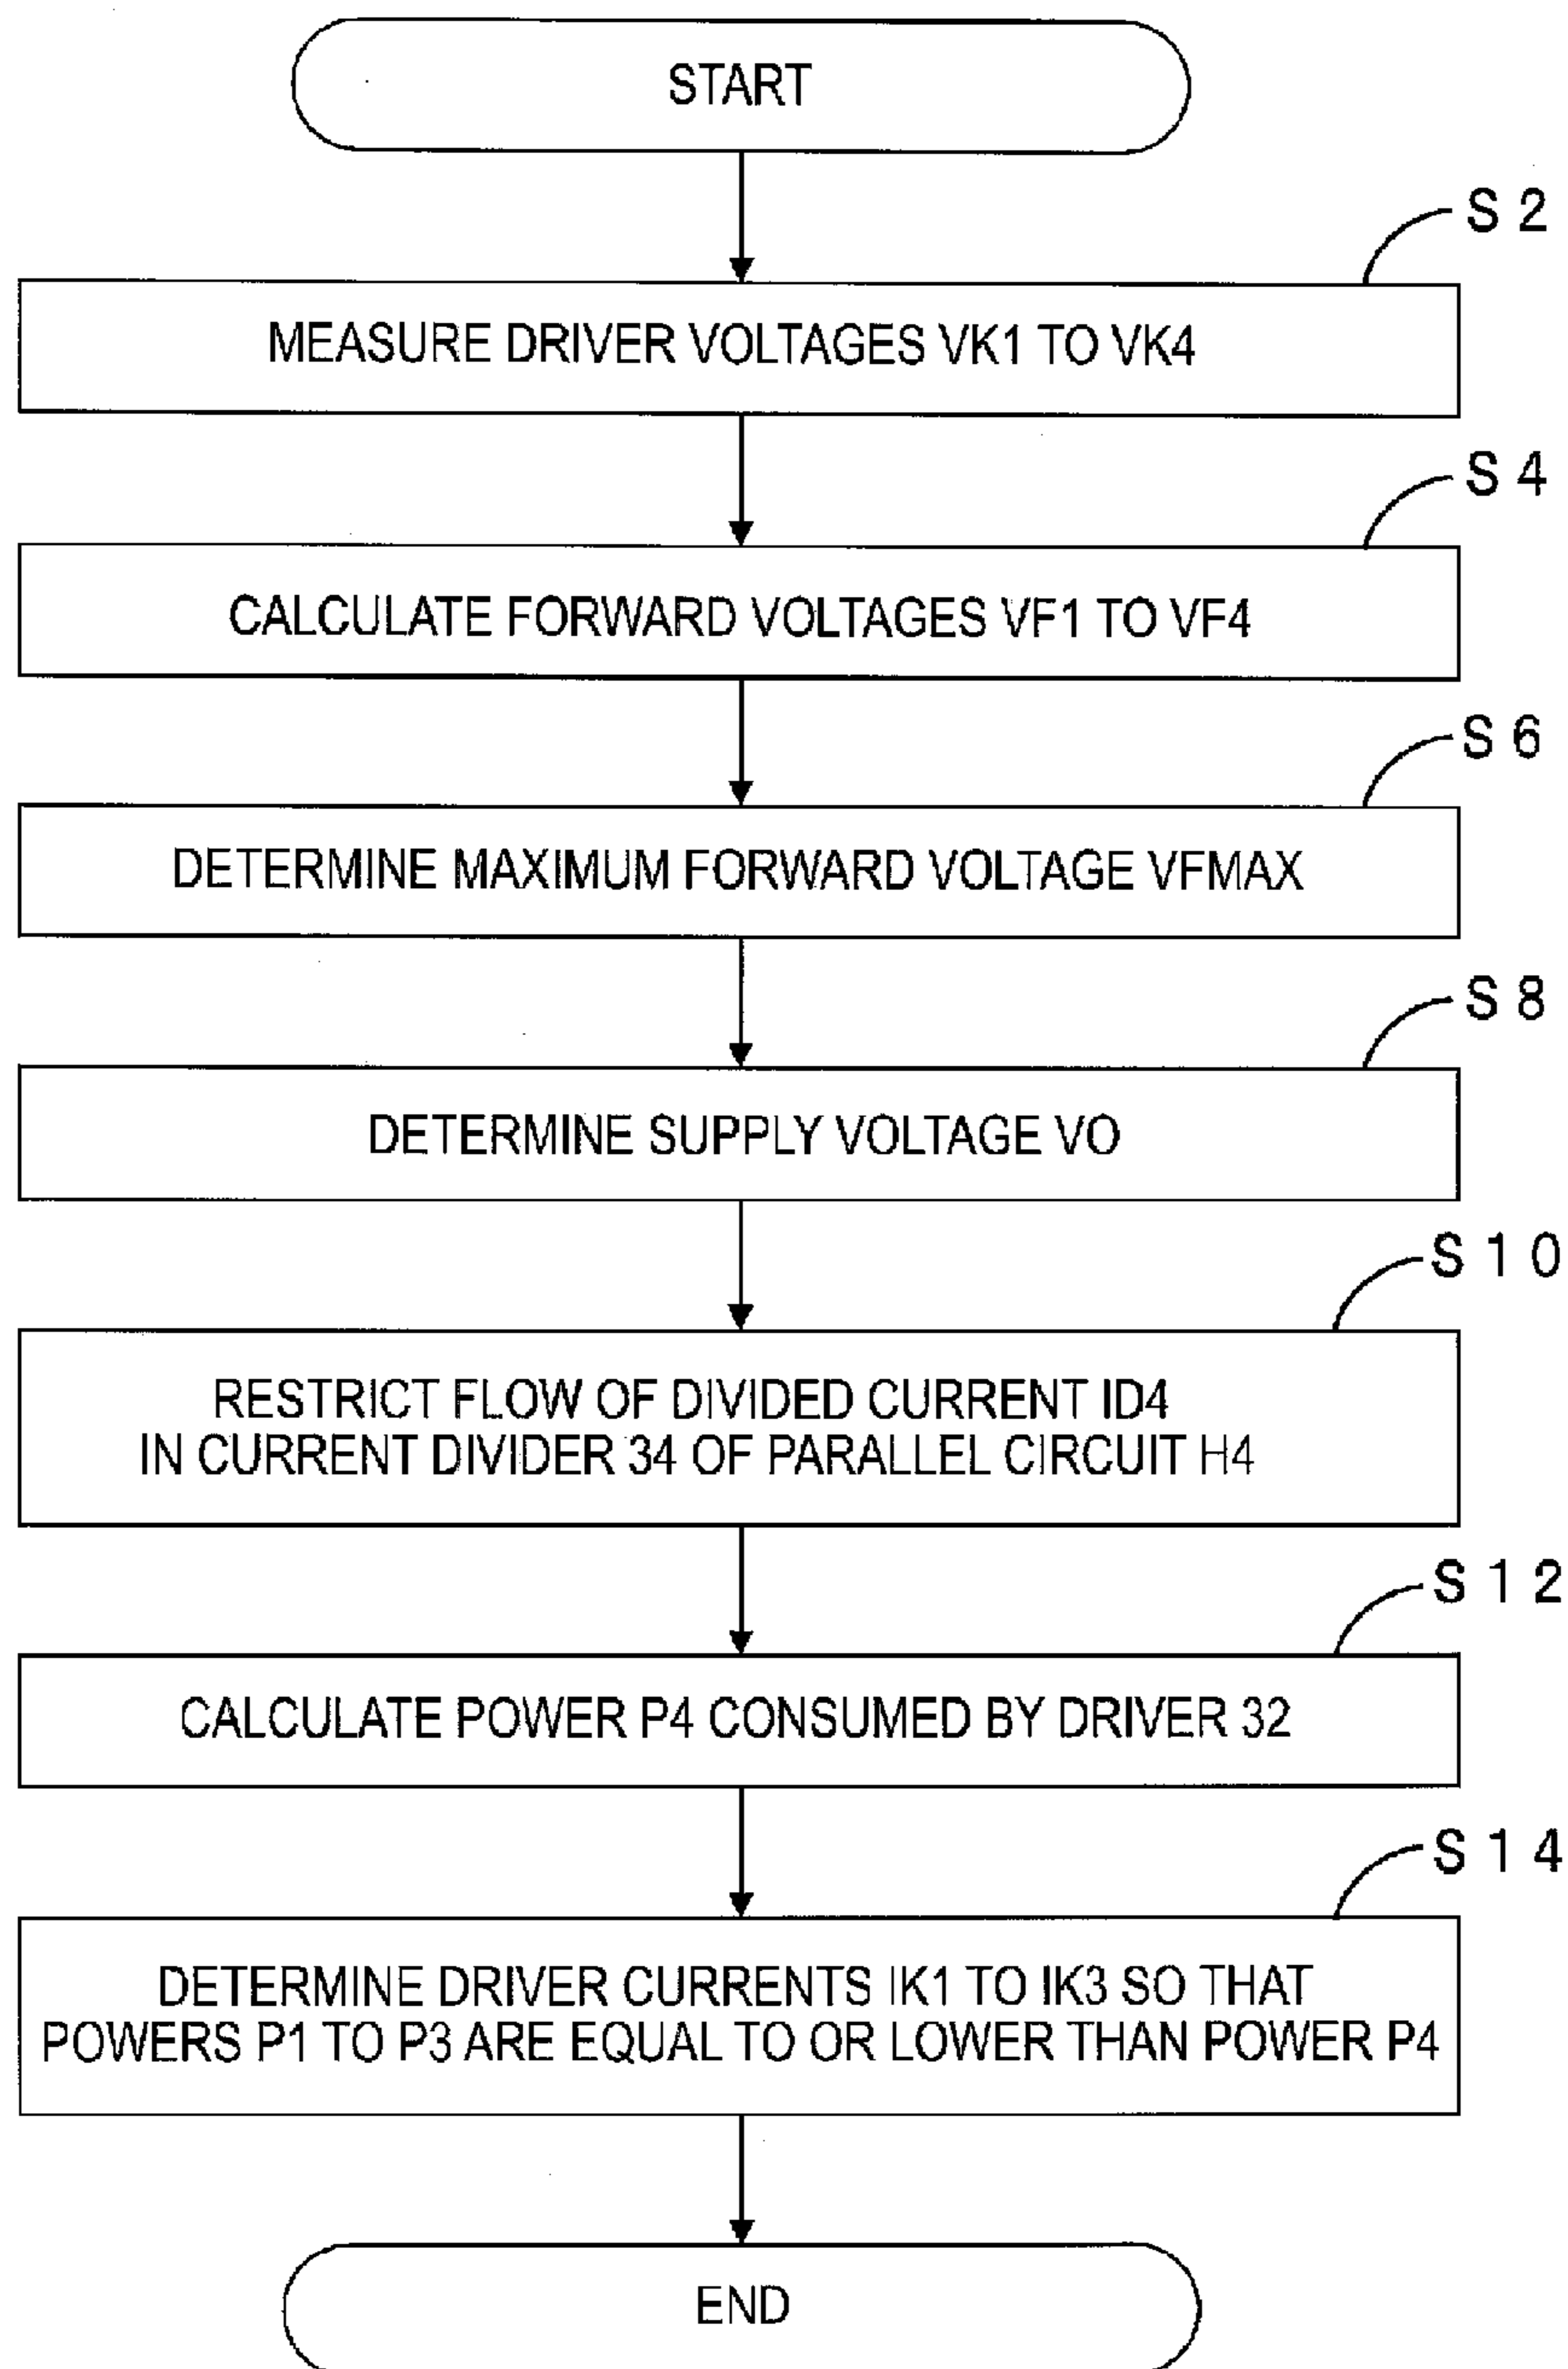 START
S 2
MEASURE DRIVER VOLTAGES VK1 TO VK4
S 4
CALCULATE FORWARD VOLTAGES VF1 TO VF4
S 6
DETERMINE MAXIMUM FORWARD VOLTAGE VFMAX
S 8
DETERMINE SUPPLY VOLTAGE VO
S 1 0
RESTRICT FLOW OF DIVIDED CURRENT ID4
IN CURRENT DIVIDER 34 OF PARALLEL CIRCUIT H4
S 1 2
CALCULATE POWER P4 CONSUMED BY DRIVER 32
S 1 4
DETERMINE DRIVER CURRENTS IK1 TO IK3 SO THAT
POWERS P1 TO P3 ARE EQUAL TO OR LOWER THAN POWER P4
END